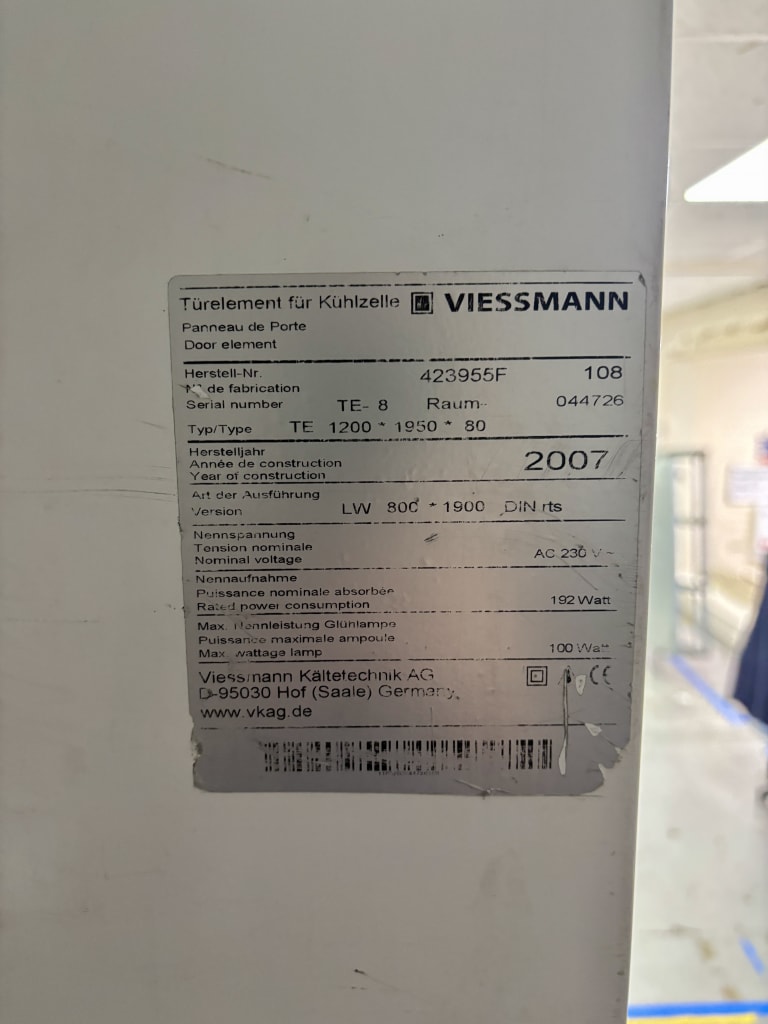 Türelement für Kühlzelle VIESSMANN
Panneau de Porte
Door element
Herstell-Nr. 423955F 108
N° de fabrication
Serial number TE- 8 Raum- 044726
Typ/Type TE 1200 * 1950 * 80
Herstelljahr
Année de construction 2007
Year of construction
Art der Ausführung
Version LW 800 * 1900 DIN rts
Nennspannung
Tension nominale
Nominal voltage AC 230 V ~
Nennaufnahme
Puissance nominale absorbée
Rated power consumption 192 Watt
Max. Nennleistung Glühlampe
Puissance maximale ampoule
Max. wattage lamp 100 Watt
Viessmann Kältetechnik AG CE
D-95030 Hof (Saale) Germany
www.vkag.de